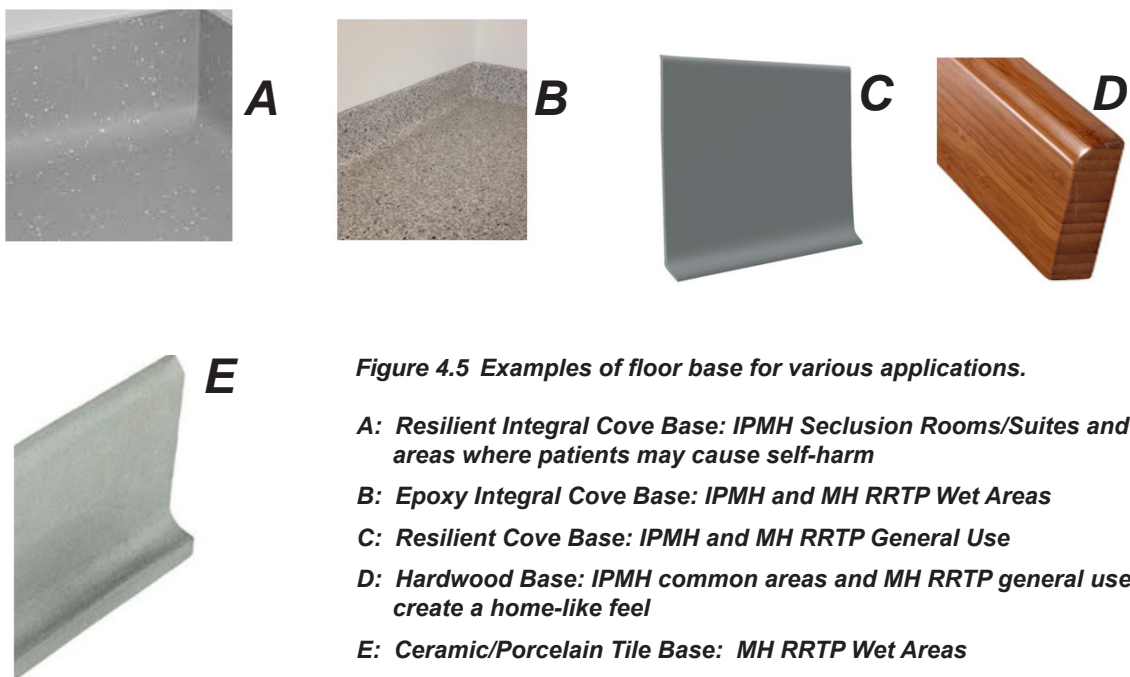 A
B
C
D
E
Figure 4.5 Examples of floor base for various applications.
A: Resilient Integral Cove Base: IPMH Seclusion Rooms/Suites and
areas where patients may cause self-harm
B: Epoxy Integral Cove Base: IPMH and MH RRTP Wet Areas
C: Resilient Cove Base: IPMH and MH RRTP General Use
D: Hardwood Base: IPMH common areas and MH RRTP general use
create a home-like feel
E: Ceramic/Porcelain Tile Base: MH RRTP Wet Areas